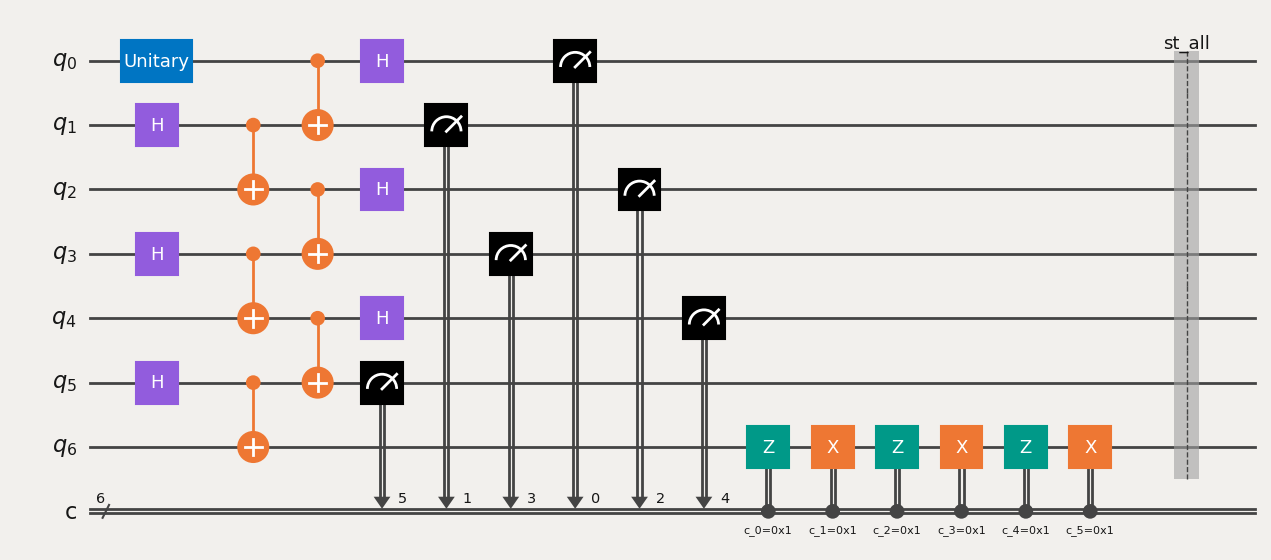 st_all
q0 Unitary H
q1 H
q2 H
q3 H
q4 H
q5 H
q6 Z X Z X Z X
6 5 1 3 0 2 4
c
c_0=0x1 c_1=0x1 c_2=0x1 c_3=0x1 c_4=0x1 c_5=0x1